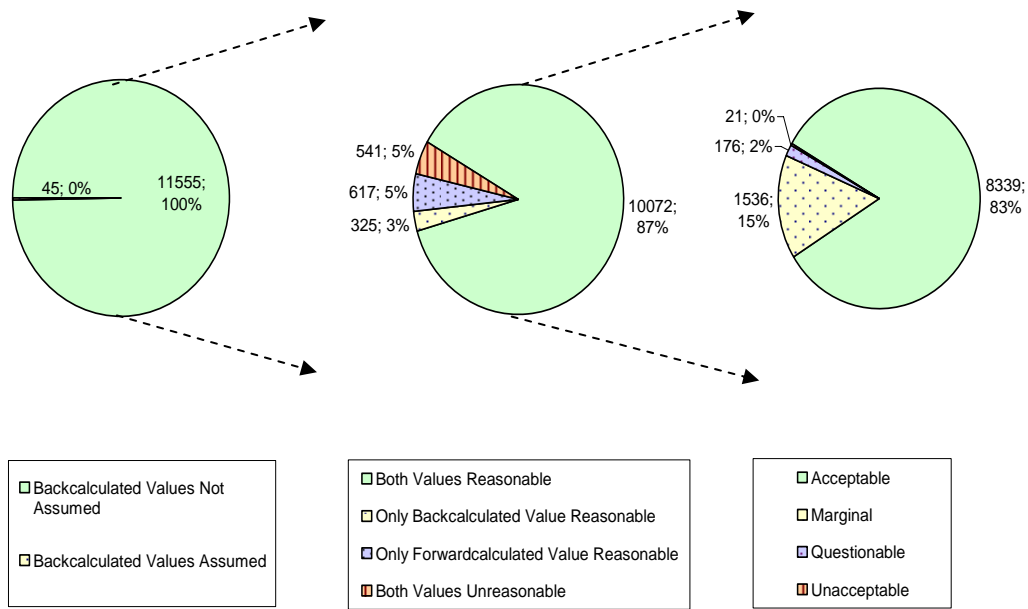 45; 0%
11555;
100%
541; 5%
617; 5%
325; 3%
10072;
87%
21; 0%
176; 2%
1536;
15%
8339;
83%
Backcalculated Values Not
Assumed
Backcalculated Values Assumed
Both Values Reasonable
Only Backcalculated Value Reasonable
Only Forwardcalculated Value Reasonable
Both Values Unreasonable
Acceptable
Marginal
Questionable
Unacceptable